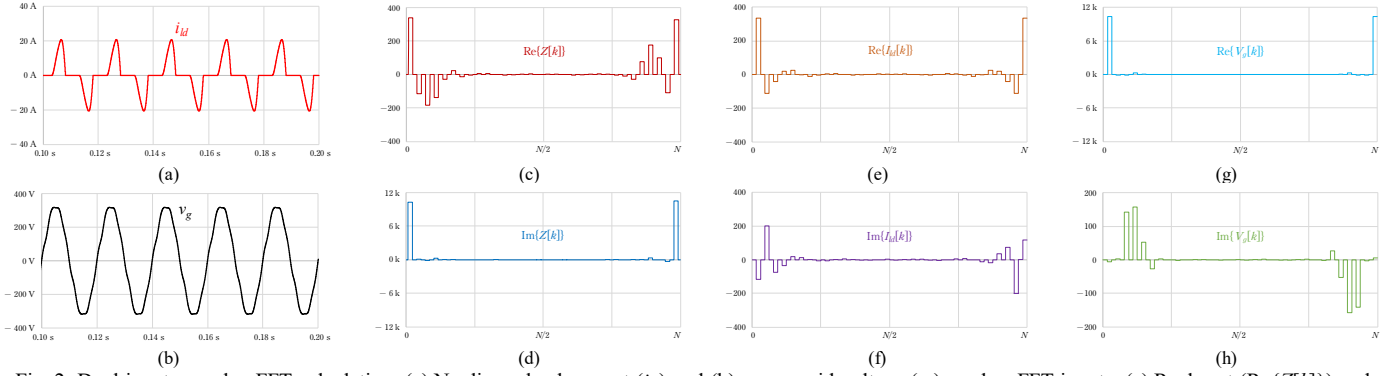 40 A
20 A
0 A
− 20 A
− 40 A
i_ld
0.10 s 0.12 s 0.14 s 0.16 s 0.18 s 0.20 s
(a)
400
200
0
−200
−400
Re{Z[k]}
0 N/2 N
(c)
400
200
0
−200
−400
Re{I_ld[k]}
0 N/2 N
(e)
12 k
6 k
0 k
− 6 k
− 12 k
Re{V_g[k]}
0 N/2 N
(g)
400 V
200 V
0 V
− 200 V
− 400 V
v_g
0.10 s 0.12 s 0.14 s 0.16 s 0.18 s 0.20 s
(b)
12 k
6 k
0 k
− 6 k
− 12 k
Im{Z[k]}
0 N/2 N
(d)
400
200
0
−200
−400
Im{I_ld[k]}
0 N/2 N
(f)
200
100
0
−100
−200
Im{V_g[k]}
0 N/2 N
(h)